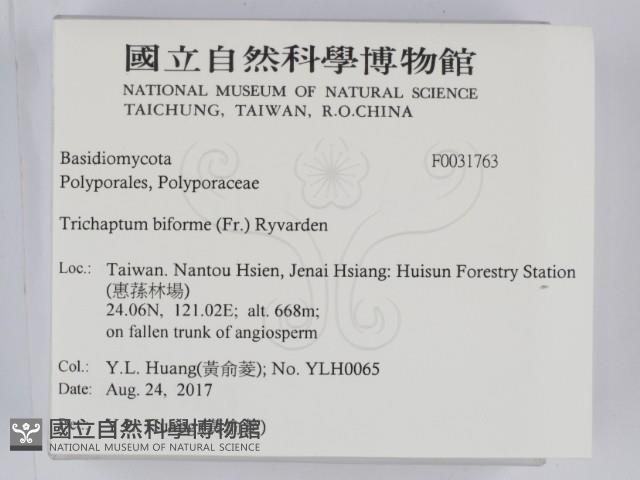 國立自然科學博物館
NATIONAL MUSEUM OF NATURAL SCIENCE
TAICHUNG, TAIWAN, R.O.CHINA
Basidiomycota F0031763
Polyporales, Polyporaceae
Trichaptum biforme (Fr.) Ryvarden
Loc.: Taiwan. Nantou Hsien, Jenai Hsiang: Huisun Forestry Station
(惠蓀林場)
24.06N, 121.02E; alt. 668m;
on fallen trunk of angiosperm
Col.: Y.L. Huang(黃俞菱); No. YLH0065
Date: Aug. 24, 2017
國立自然科學博物館
NATIONAL MUSEUM OF NATURAL SCIENCE